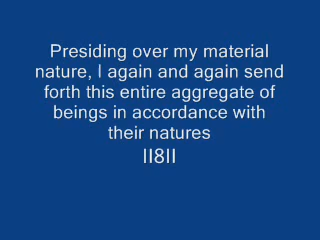 Presiding over my material
nature, I again and again send
forth this entire aggregate of
beings in accordance with
their natures
II8II